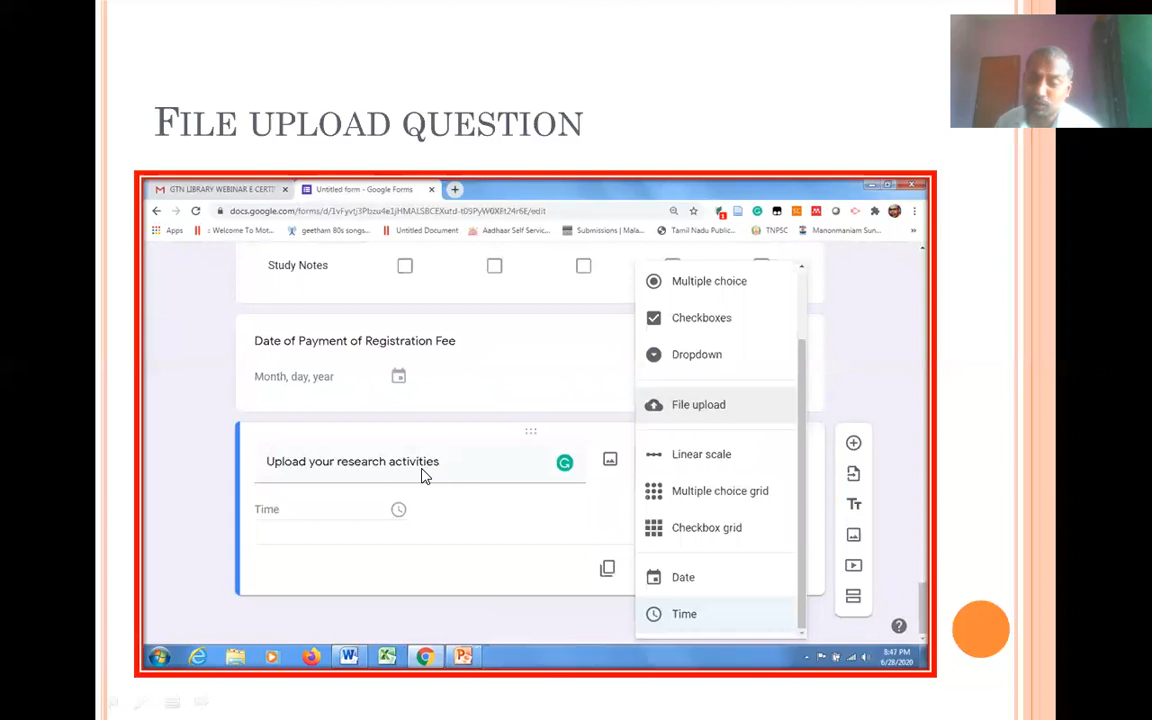 FILE UPLOAD QUESTION
GTN LIBRARY WEBINAR E-CERT
Untitled form - Google Forms
Apps
: Welcome To Mot...
geetham 80s songs...
Untitled Document
Aadhaar Self Servic...
Submissions | Mala...
Tamil Nadu Public...
TNPSC
Manonmaniam Sun...
»
Study Notes
Multiple choice
Checkboxes
Date of Payment of Registration Fee
Dropdown
Month, day, year
File upload
Upload your research activities
Linear scale
Multiple choice grid
Time
Checkbox grid
Date
Time
8:47 PM
6/28/2020